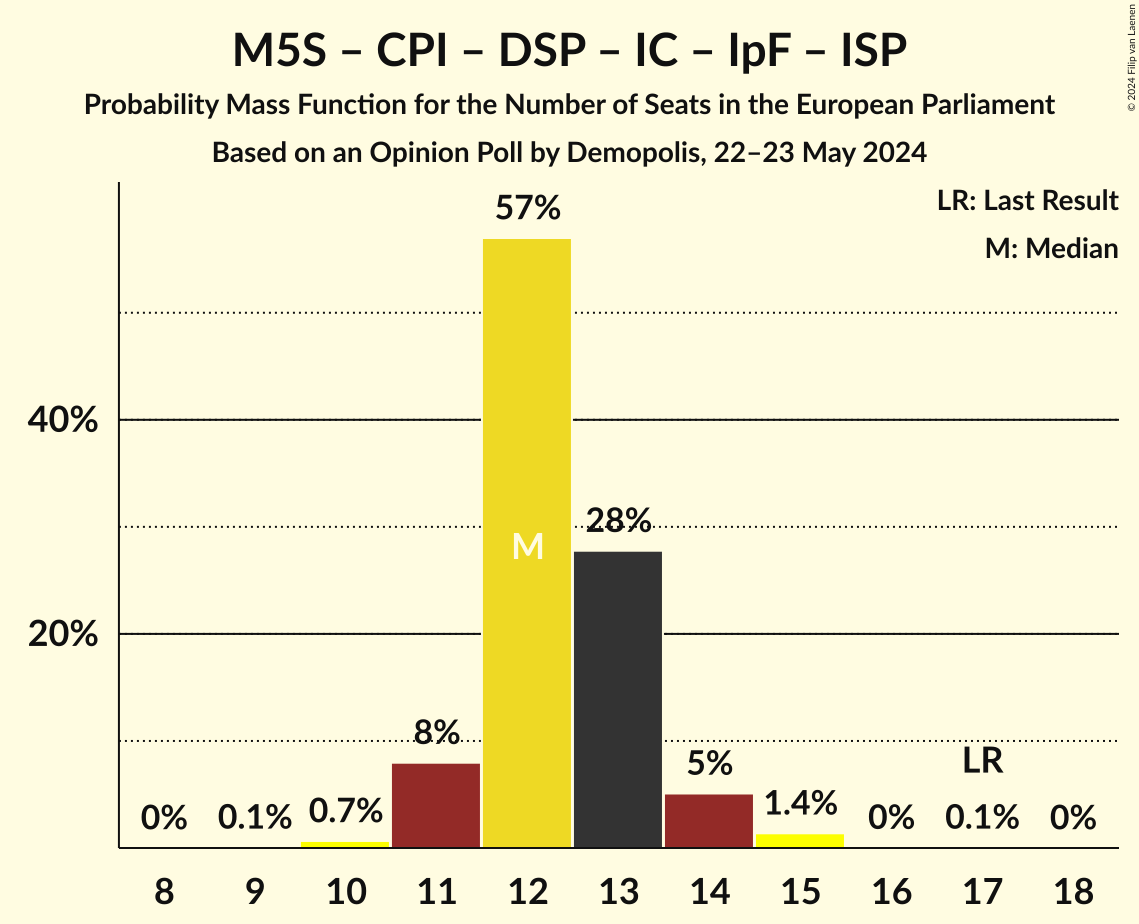 M5S – CPI – DSP – IC – IpF – ISP
Probability Mass Function for the Number of Seats in the European Parliament
Based on an Opinion Poll by Demopolis, 22–23 May 2024
© 2024 Filip van Laenen
LR: Last Result
M: Median
40%
20%
0%
0.1%
0.7%
8%
57%
M
28%
5%
1.4%
0%
LR
0.1%
0%
8 9 10 11 12 13 14 15 16 17 18